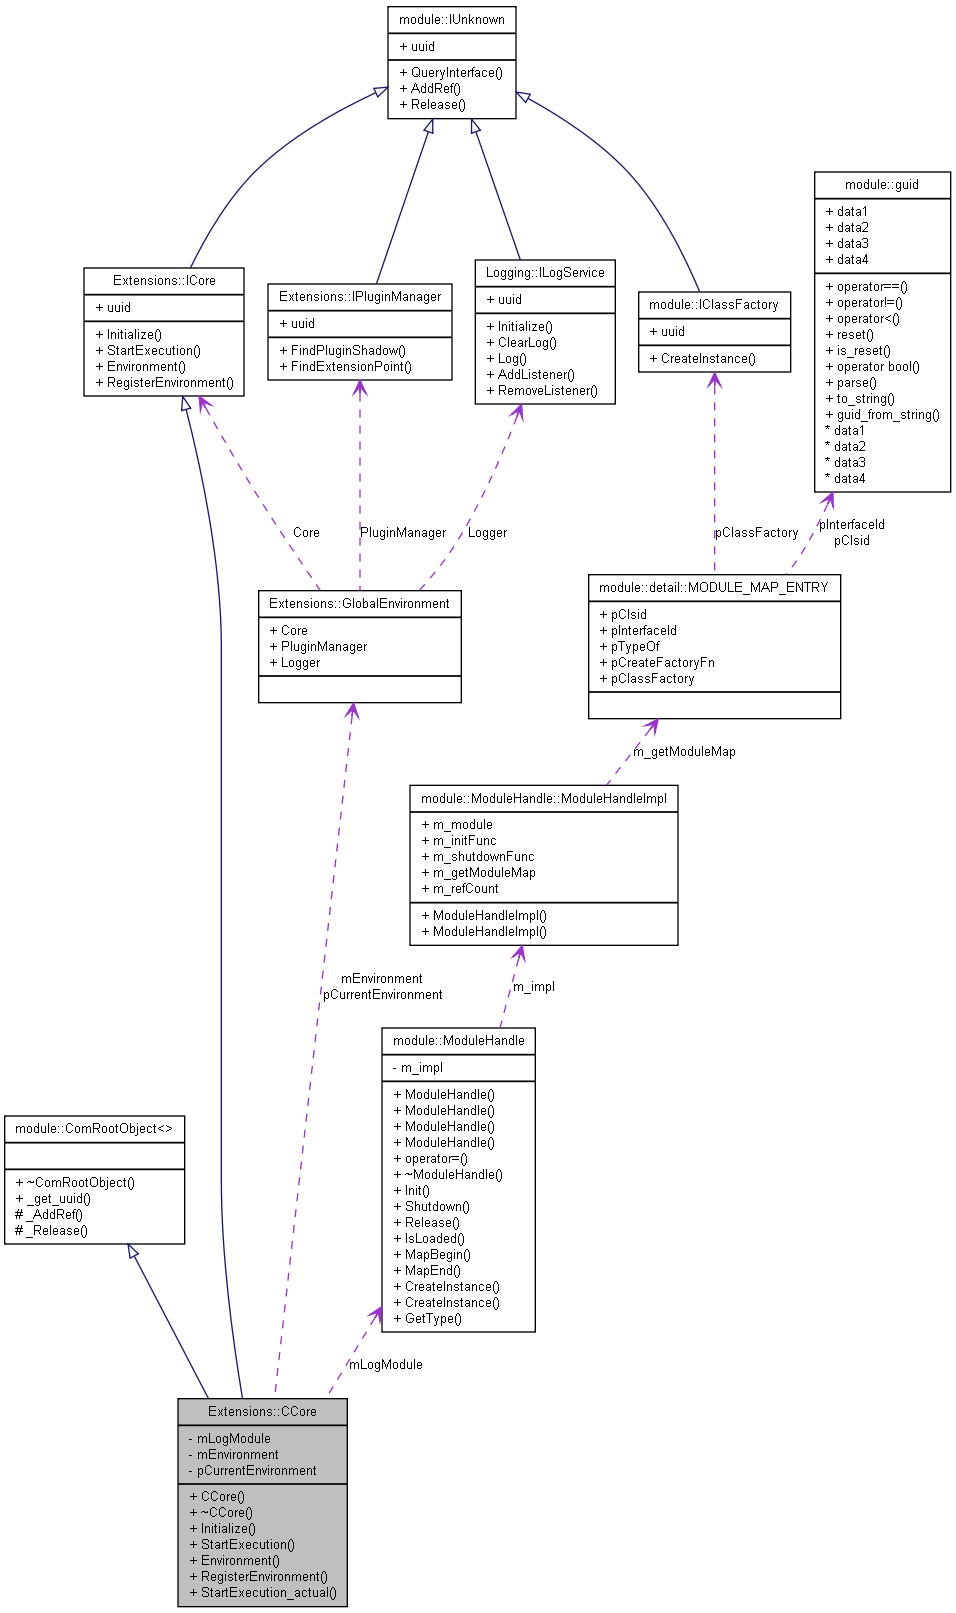 module::IUnknown
+ uuid
+ QueryInterface()
+ AddRef()
+ Release()
module::guid
+ data1
+ data2
+ data3
+ data4
+ operator==()
+ operator!=()
+ operator<()
+ reset()
+ is_reset()
+ operator bool()
+ parse()
+ to_string()
+ guid_from_string()
* data1
* data2
* data3
* data4
Extensions::ICore
+ uuid
+ Initialize()
+ StartExecution()
+ Environment()
+ RegisterEnvironment()
Extensions::IPluginManager
+ uuid
+ FindPluginShadow()
+ FindExtensionPoint()
Logging::ILogService
+ uuid
+ Initialize()
+ ClearLog()
+ Log()
+ AddListener()
+ RemoveListener()
module::IClassFactory
+ uuid
+ CreateInstance()
Core
PluginManager
Logger
pClassFactory
pInterfaceId
pClsid
Extensions::GlobalEnvironment
+ Core
+ PluginManager
+ Logger
module::detail::MODULE_MAP_ENTRY
+ pClsid
+ pInterfaceId
+ pTypeOf
+ pCreateFactoryFn
+ pClassFactory
m_getModuleMap
module::ModuleHandle::ModuleHandleImpl
+ m_module
+ m_initFunc
+ m_shutdownFunc
+ m_getModuleMap
+ m_refCount
+ ModuleHandleImpl()
+ ModuleHandleImpl()
mEnvironment
pCurrentEnvironment
m_impl
module::ModuleHandle
- m_impl
+ ModuleHandle()
+ ModuleHandle()
+ ModuleHandle()
+ ModuleHandle()
+ operator=()
+ ~ModuleHandle()
+ Init()
+ Shutdown()
+ Release()
+ IsLoaded()
+ MapBegin()
+ MapEnd()
+ CreateInstance()
+ CreateInstance()
+ GetType()
module::ComRootObject<>
+ ~ComRootObject()
+ _get_uuid()
# _AddRef()
# _Release()
mLogModule
Extensions::CCore
- mLogModule
- mEnvironment
- pCurrentEnvironment
+ CCore()
+ ~CCore()
+ Initialize()
+ StartExecution()
+ Environment()
+ RegisterEnvironment()
+ StartExecution_actual()